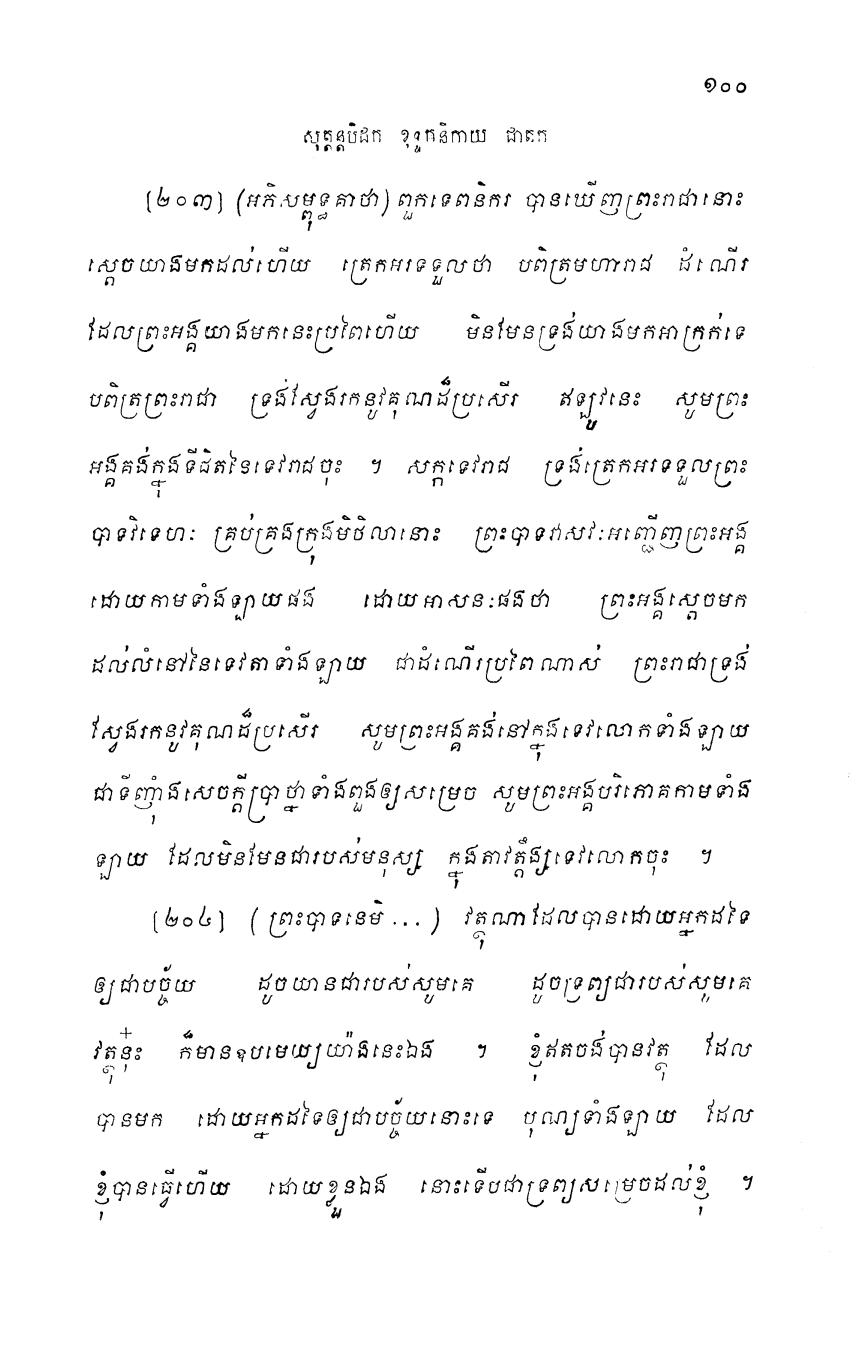 ១០០
សុត្តន្តបិដក ខុទ្ទកនិកាយ ជាតក
[២០៣] (អភិសម្ពុទ្ធគាថា) ពួកទេពនិករ បានឃើញព្រះរាជានោះ
ស្តេចយាងមកដល់ហើយ ត្រេកអរទទួលថា បពិត្រមហារាជ ដំណើរ
ដែលព្រះអង្គយាងមកនេះប្រពៃហើយ មិនមែនទ្រង់យាងមកអាក្រក់ទេ
បពិត្រព្រះរាជា ទ្រង់ស្វែងរកនូវគុណដ៏ប្រសើរ ឥឡូវនេះ សូមព្រះ
អង្គគង់ក្នុងទីជិតនៃទេវរាជចុះ ។ សក្កទេវរាជ ទ្រង់ត្រេកអរទទួលព្រះ
បាទវិទេហៈ គ្រប់គ្រងក្រុងមិថិលានោះ ព្រះបាទវាសវៈអញ្ជើញព្រះអង្គ
ដោយកាមទាំងឡាយផង ដោយអាសនៈផងថា ព្រះអង្គស្តេចមក
ដល់លំនៅនៃទេវតាទាំងឡាយ ជាដំណើរប្រពៃណាស់ ព្រះរាជាទ្រង់
ស្វែងរកនូវគុណដ៏ប្រសើរ សូមព្រះអង្គគង់នៅក្នុងទេវលោកទាំងឡាយ
ជាទីញ៉ាំងសេចក្តីប្រាថ្នាទាំងពួងឲ្យសម្រេច សូមព្រះអង្គបរិភោគកាមទាំង
ឡាយ ដែលមិនមែនជារបស់មនុស្ស ក្នុងតាវត្តឹង្សទេវលោកចុះ ។
[២០៤] (ព្រះបាទនេមិ ...) វត្ថុណាដែលបានដោយអ្នកដទៃ
ឲ្យជាបច្ច័យ ដូចយានជារបស់សូមគេ ដូចទ្រព្យជារបស់សូមគេ
វត្ថុនុ៎ះ ក៏មានឧបមេយ្យយ៉ាងនេះឯង ។ ខ្ញុំឥតចង់បានវត្ថុ ដែល
បានមក ដោយអ្នកដទៃឲ្យជាបច្ច័យនោះទេ បុណ្យទាំងឡាយ ដែល
ខ្ញុំបានធ្វើហើយ ដោយខ្លួនឯង នោះទើបជាទ្រព្យសម្រេចដល់ខ្ញុំ ។